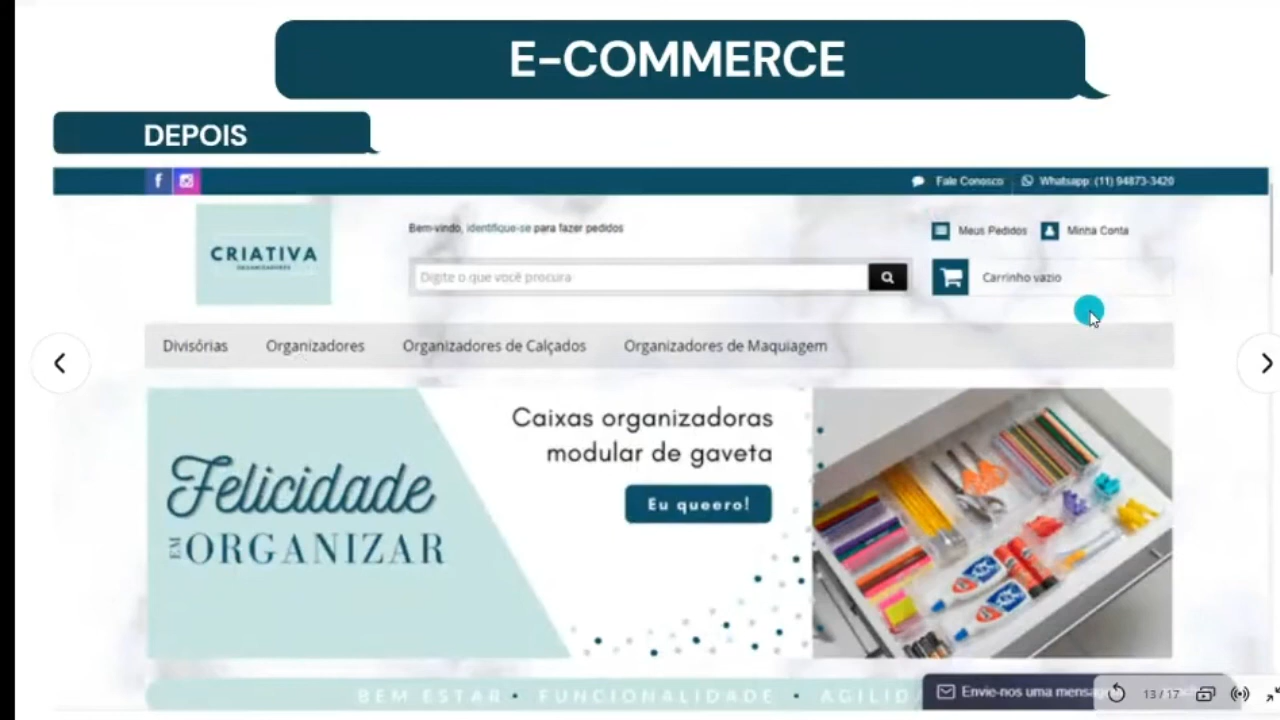 E-COMMERCE
DEPOIS
Fale Conosco
Whatsapp: (11) 94873-3420
CRIATIVA
ORGANIZADORES
Bem-vindo, identifique-se para fazer pedidos
Meus Pedidos
Minha Conta
Digite o que você procura
Carrinho vazio
Divisórias
Organizadores
Organizadores de Calçados
Organizadores de Maquiagem
Felicidade
EM ORGANIZAR
Caixas organizadoras
modular de gaveta
Eu queero!
BEM ESTAR • FUNCIONALIDADE •
Envie-nos uma
13 / 17